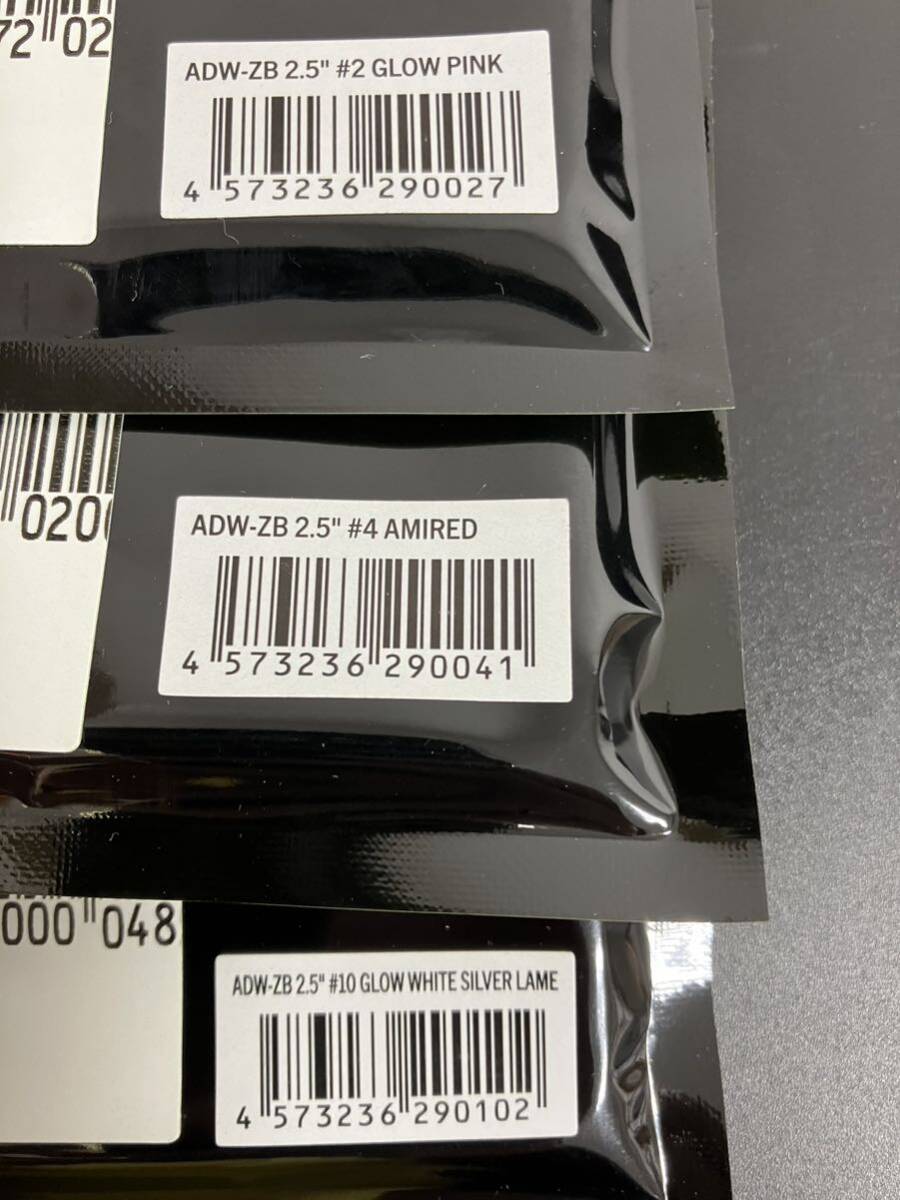 72 02
ADW-ZB 2.5" #2 GLOW PINK
4 573236 290027
020
ADW-ZB 2.5" #4 AMIRED
4 573236 290041
000 048
ADW-ZB 2.5" #10 GLOW WHITE SILVER LAME
4 573236 290102